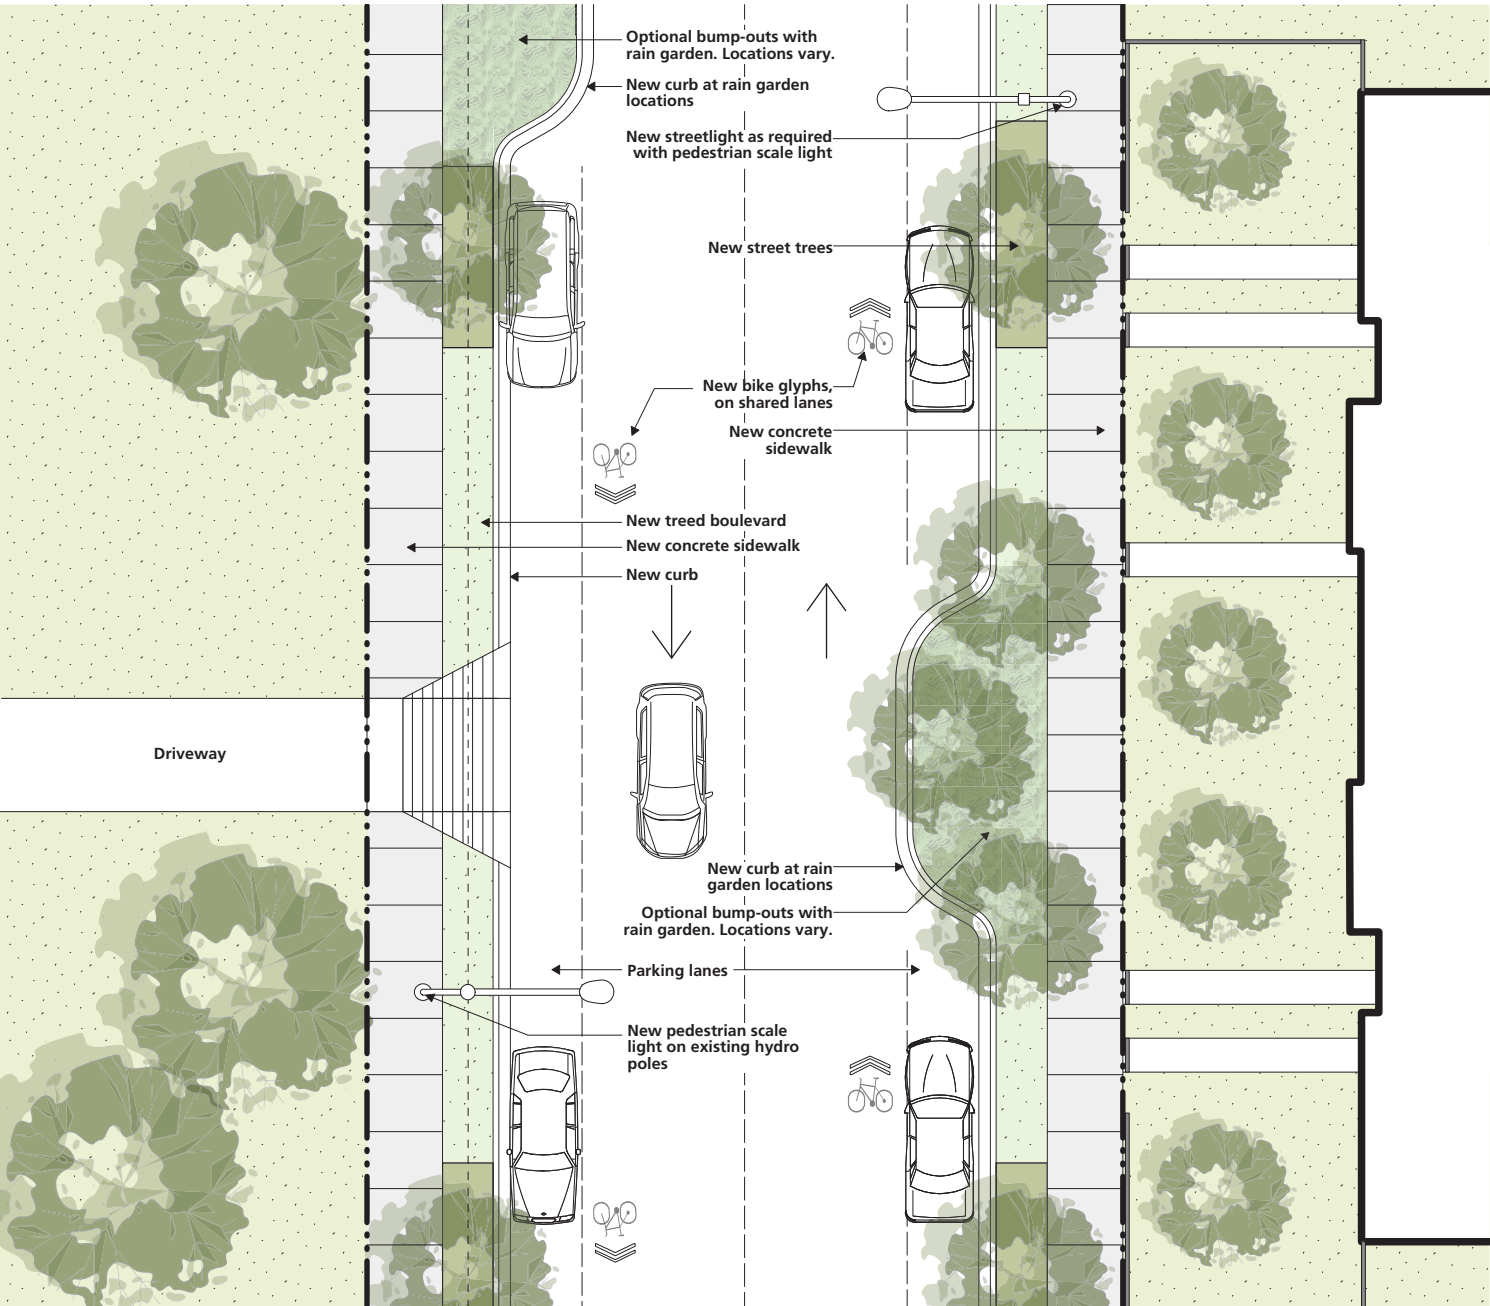 Optional bump-outs with
rain garden. Locations vary.
New curb at rain garden
locations
New streetlight as required
with pedestrian scale light
New street trees
New bike glyphs,
on shared lanes
New concrete
sidewalk
New treed boulevard
New concrete sidewalk
New curb
Driveway
New curb at rain
garden locations
Optional bump-outs with
rain garden. Locations vary.
Parking lanes
New pedestrian scale
light on existing hydro
poles